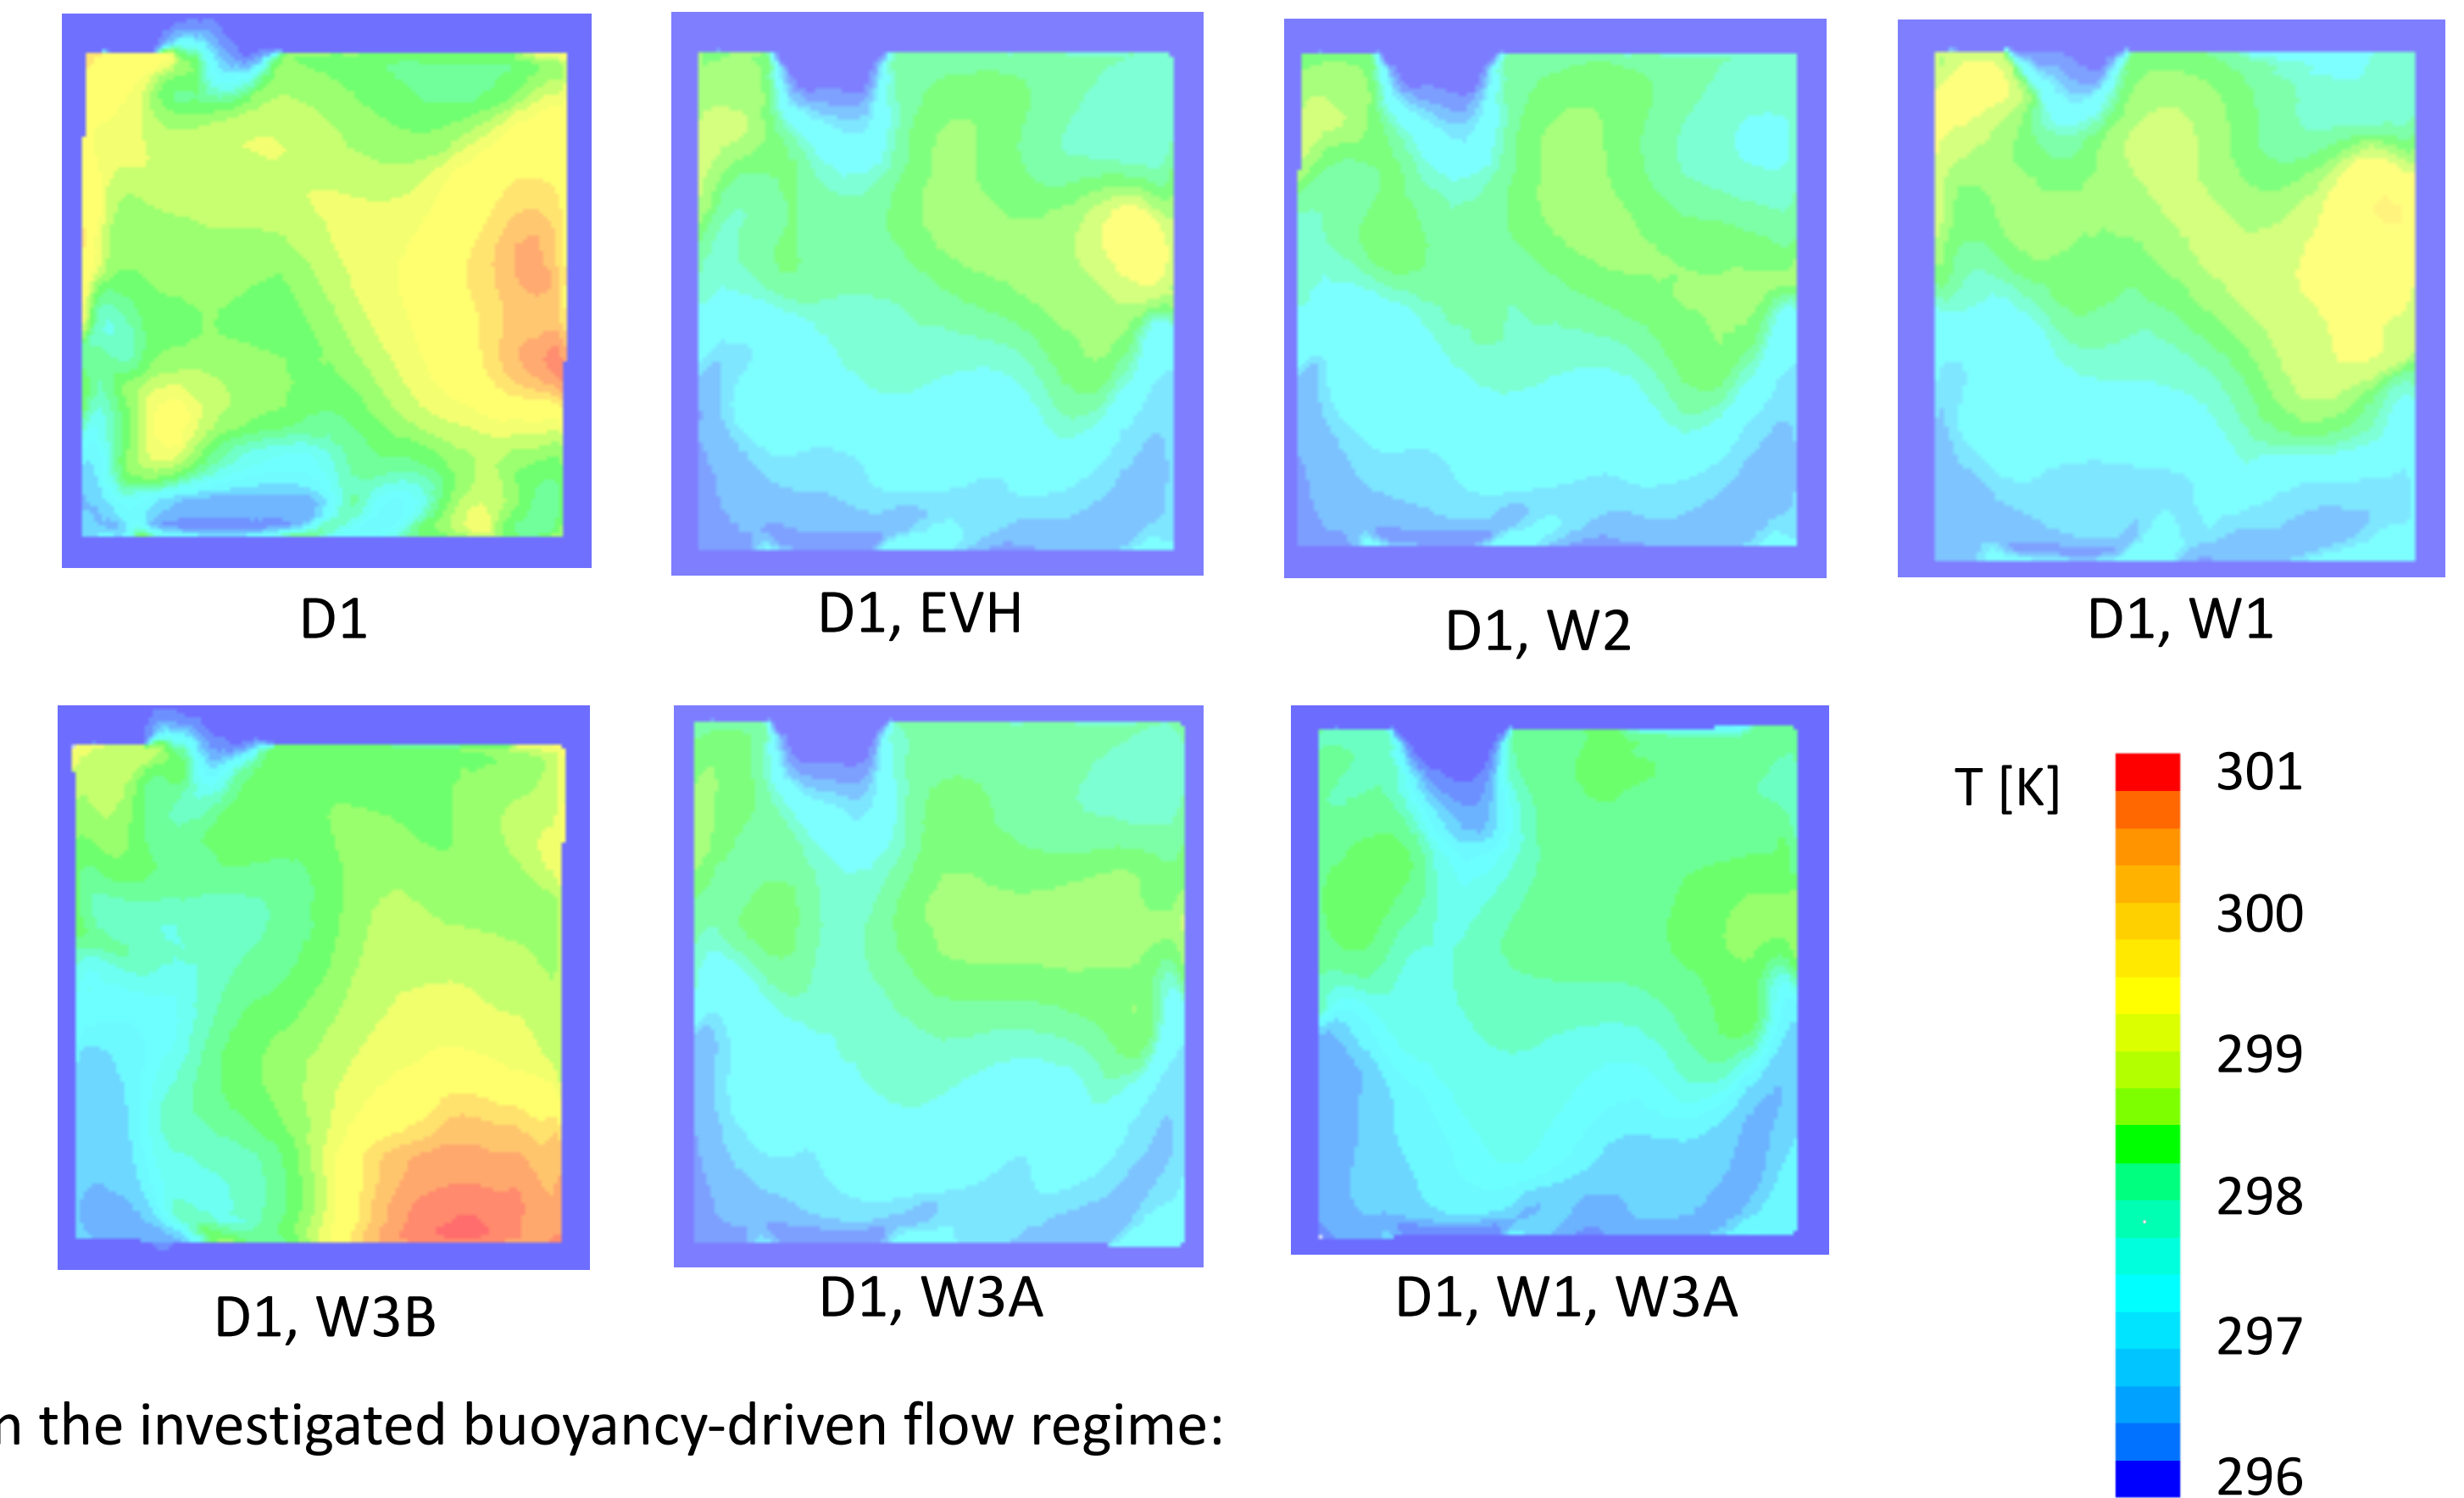 D1
D1, EVH
D1, W2
D1, W1
D1, W3B
D1, W3A
D1, W1, W3A
T [K]
301
300
299
298
297
296
the investigated buoyancy-driven flow regime: